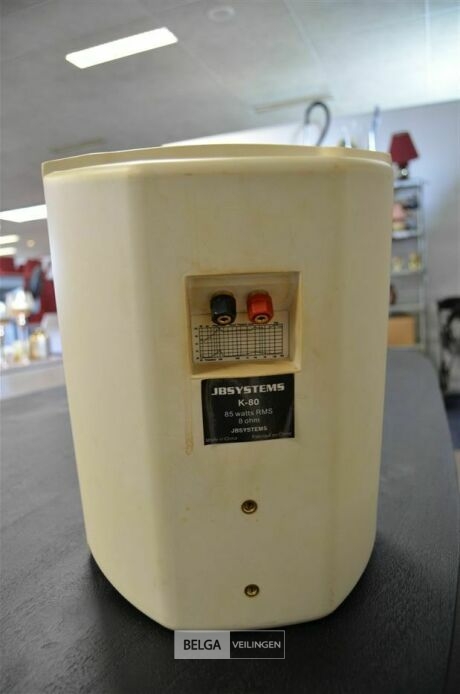 JBSYSTEMS
K-80
85 watts RMS
8 ohm
JBSYSTEMS
Made in China
BELGA VEILINGEN